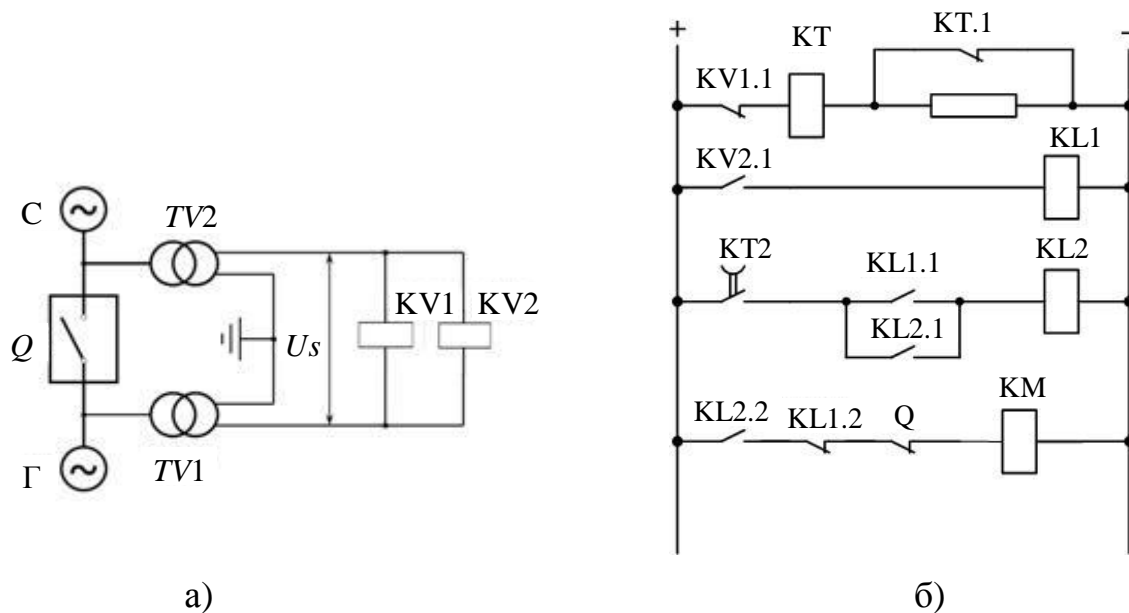 С
TV2
KV1 KV2
Q
Us
Г
TV1
а)
+ −
KT KT.1
KV1.1
KV2.1 KL1
KT2 KL1.1 KL2
KL2.1
KL2.2 KL1.2 Q KM
б)